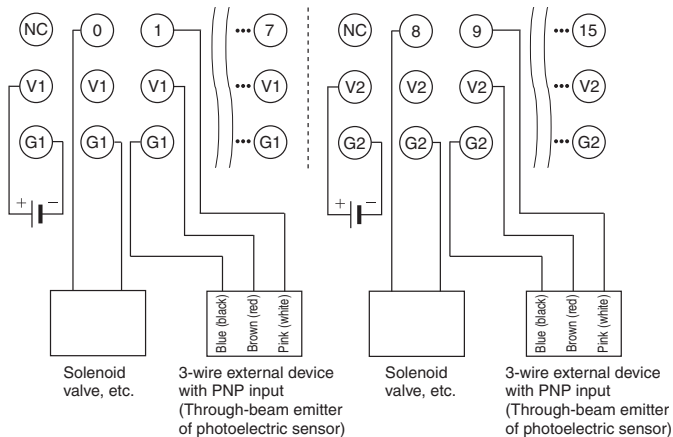 NC 0 1 ••• 7 NC 8 9 ••• 15
V1 V1 V1 ••• V1 V2 V2 V2 ••• V2
G1 G1 G1 ••• G1 G2 G2 G2 ••• G2
+ − + −
Blue (black)
Brown (red)
Pink (white)
Blue (black)
Brown (red)
Pink (white)
Solenoid
valve, etc.
3-wire external device
with PNP input
(Through-beam emitter
of photoelectric sensor)
Solenoid
valve, etc.
3-wire external device
with PNP input
(Through-beam emitter
of photoelectric sensor)